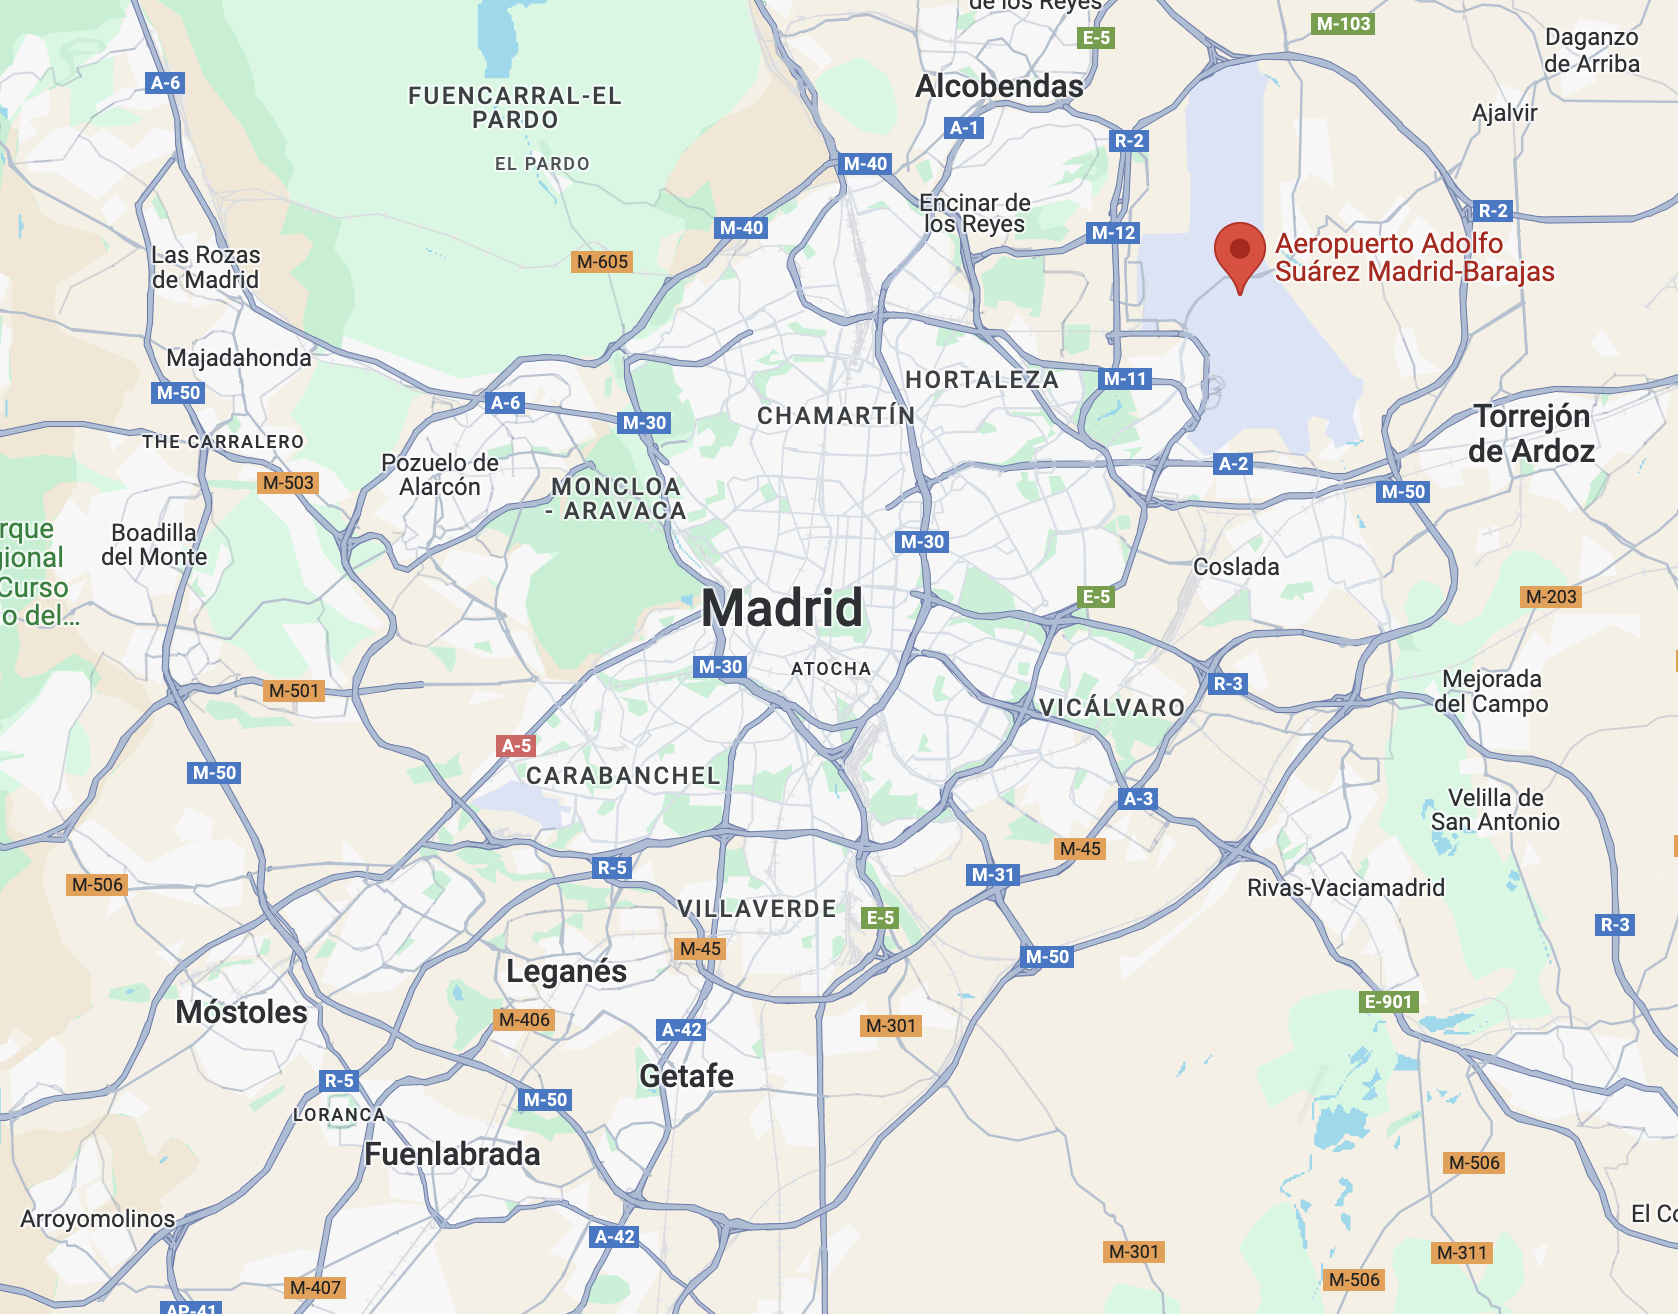 de los Reyes
M-103
E-5
Daganzo
de Arriba
A-6
Alcobendas
FUENCARRAL-EL
PARDO
Ajalvir
A-1
R-2
EL PARDO
M-40
Encinar de
los Reyes
R-2
M-40
M-12
Aeropuerto Adolfo
Suárez Madrid-Barajas
Las Rozas
de Madrid
M-605
Majadahonda
HORTALEZA
M-11
M-50
A-6
CHAMARTÍN
M-30
Torrejón
de Ardoz
THE CARRALERO
Pozuelo de
Alarcón
A-2
M-503
MONCLOA
- ARAVACA
M-50
rque
gional
Curso
o del...
Boadilla
del Monte
M-30
Coslada
E-5
M-203
Madrid
M-30
ATOCHA
M-501
R-3
Mejorada
del Campo
VICÁLVARO
A-5
M-50
CARABANCHEL
A-3
Velilla de
San Antonio
M-45
R-5
M-31
M-506
Rivas-Vaciamadrid
VILLAVERDE
E-5
R-3
M-45
M-50
Leganés
E-901
Móstoles
M-406
A-42
M-301
Getafe
R-5
M-50
LORANCA
Fuenlabrada
M-506
Arroyomolinos
El Co
A-42
M-301
M-311
M-407
M-506
AP-41